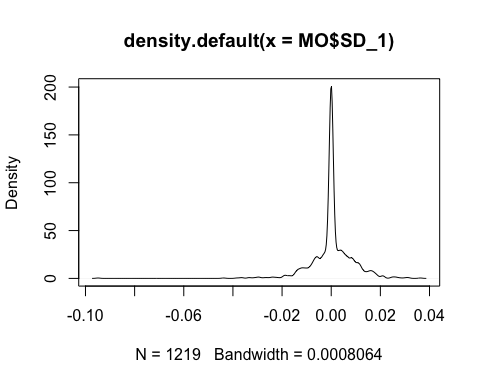 density.default(x = MO$SD_1)
Density
200
150
100
50
0
-0.10 -0.06 -0.02 0.00 0.02 0.04
N = 1219 Bandwidth = 0.0008064